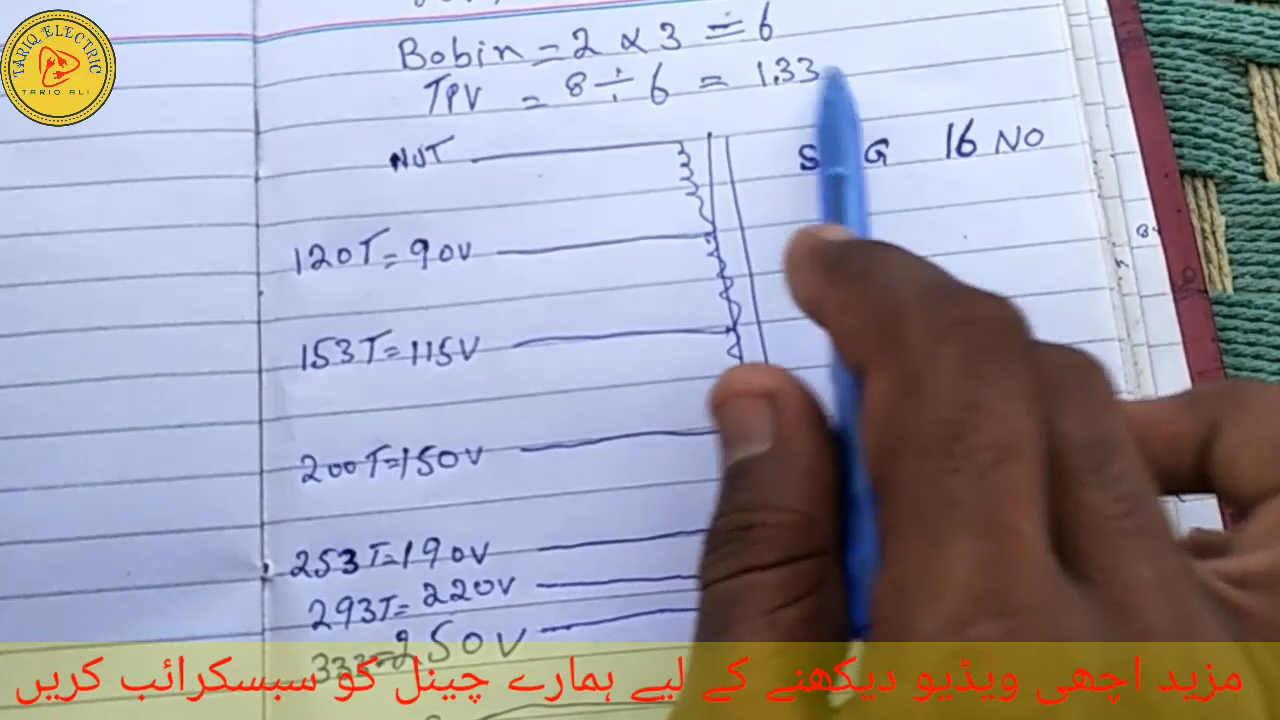 TARIQ ELECTRIC
TARIQ ALI
Bobin = 2 x 3 = 6
TPV = 8 ÷ 6 = 1.33
NUT
S G 16 NO
120T = 90V
153T = 115V
200T = 150V
253T = 190V
293T = 220V
333 = 250V
مزید اچھی ویڈیو دیکھنے کے لیے ہمارے چینل کو سبسکرائب کریں